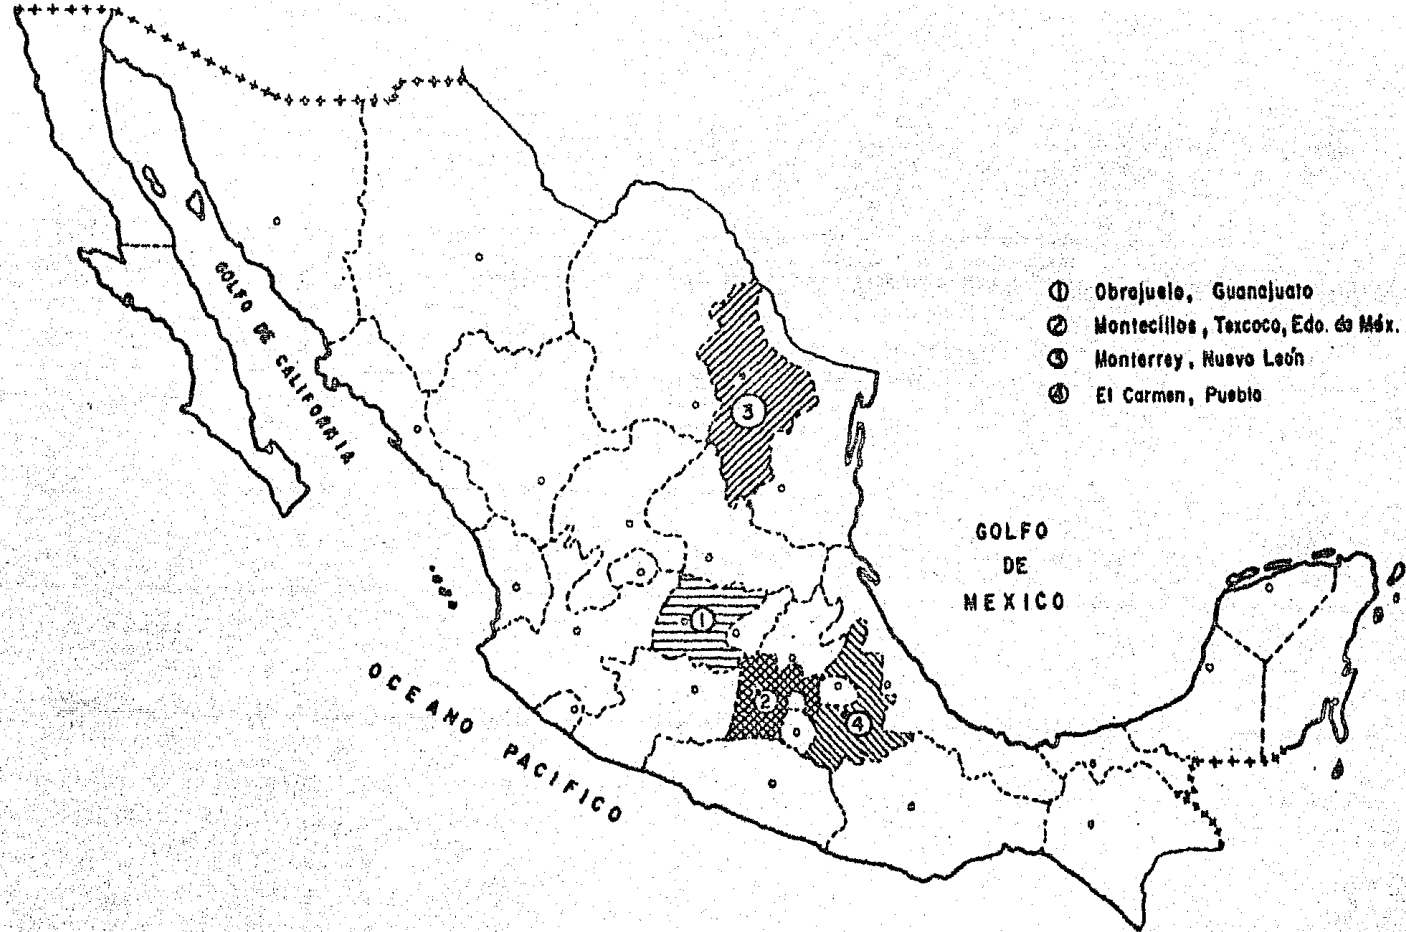 ① Obrajuelo, Guanajuato
② Montecillos, Texcoco, Edo. de Méx.
③ Monterrey, Nuevo León
④ El Carmen, Puebla
GOLFO DE CALIFORNIA
3
GOLFO
DE
MEXICO
1
2
4
OCEANO PACIFICO